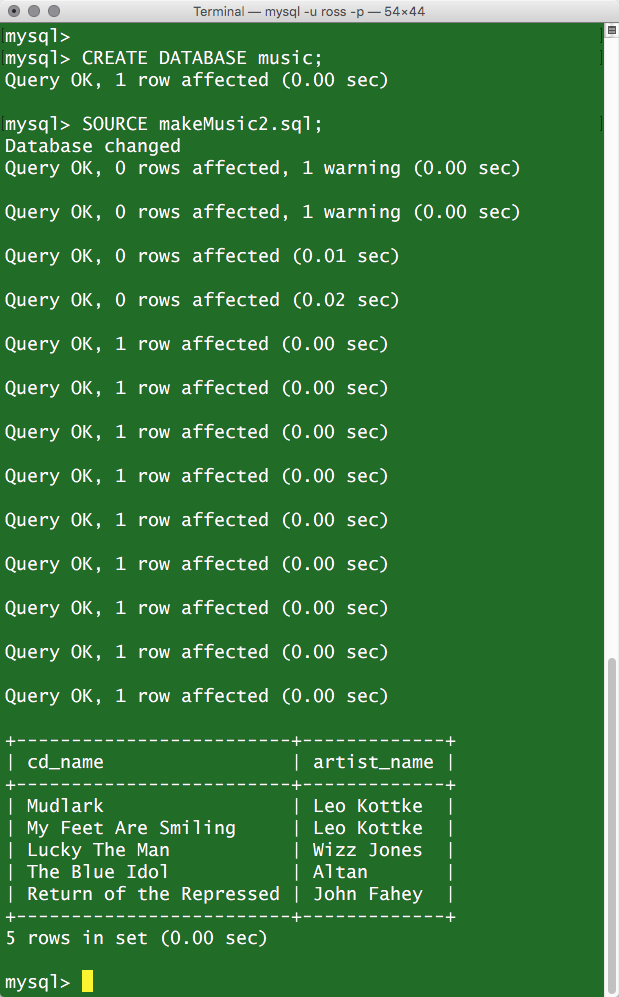 Terminal — mysql -u ross -p — 54×44
mysql>
mysql> CREATE DATABASE music;
Query OK, 1 row affected (0.00 sec)
mysql> SOURCE makeMusic2.sql;
Database changed
Query OK, 0 rows affected, 1 warning (0.00 sec)
Query OK, 0 rows affected, 1 warning (0.00 sec)
Query OK, 0 rows affected (0.01 sec)
Query OK, 0 rows affected (0.02 sec)
Query OK, 1 row affected (0.00 sec)
Query OK, 1 row affected (0.00 sec)
Query OK, 1 row affected (0.00 sec)
Query OK, 1 row affected (0.00 sec)
Query OK, 1 row affected (0.00 sec)
Query OK, 1 row affected (0.00 sec)
Query OK, 1 row affected (0.00 sec)
Query OK, 1 row affected (0.00 sec)
Query OK, 1 row affected (0.00 sec)
+-------------------------+-------------+
| cd_name                 | artist_name |
+-------------------------+-------------+
| Mudlark                 | Leo Kottke  |
| My Feet Are Smiling     | Leo Kottke  |
| Lucky The Man           | Wizz Jones  |
| The Blue Idol           | Altan       |
| Return of the Repressed | John Fahey  |
+-------------------------+-------------+
5 rows in set (0.00 sec)
mysql>